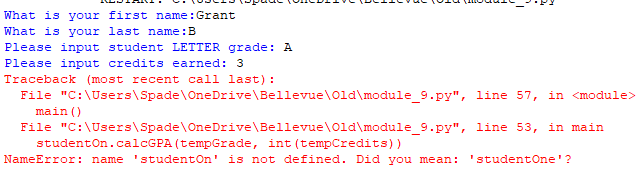 What is your first name:Grant
What is your last name:B
Please input student LETTER grade: A
Please input credits earned: 3
Traceback (most recent call last):
  File "C:\Users\Spade\OneDrive\Bellevue\Old\module_9.py", line 57, in <module>
    main()
  File "C:\Users\Spade\OneDrive\Bellevue\Old\module_9.py", line 53, in main
    studentOn.calcGPA(tempGrade, int(tempCredits))
NameError: name 'studentOn' is not defined. Did you mean: 'studentOne'?